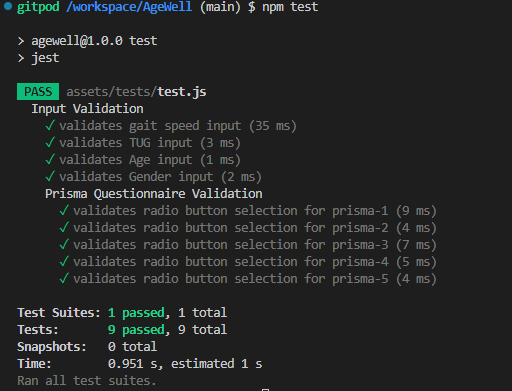 gitpod /workspace/AgeWell (main) $ npm test
> agewell@1.0.0 test
> jest
PASS assets/tests/test.js
Input Validation
✓ validates gait speed input (35 ms)
✓ validates TUG input (3 ms)
✓ validates Age input (1 ms)
✓ validates Gender input (2 ms)
Prisma Questionnaire Validation
✓ validates radio button selection for prisma-1 (9 ms)
✓ validates radio button selection for prisma-2 (4 ms)
✓ validates radio button selection for prisma-3 (7 ms)
✓ validates radio button selection for prisma-4 (5 ms)
✓ validates radio button selection for prisma-5 (4 ms)
Test Suites: 1 passed, 1 total
Tests: 9 passed, 9 total
Snapshots: 0 total
Time: 0.951 s, estimated 1 s
Ran all test suites.